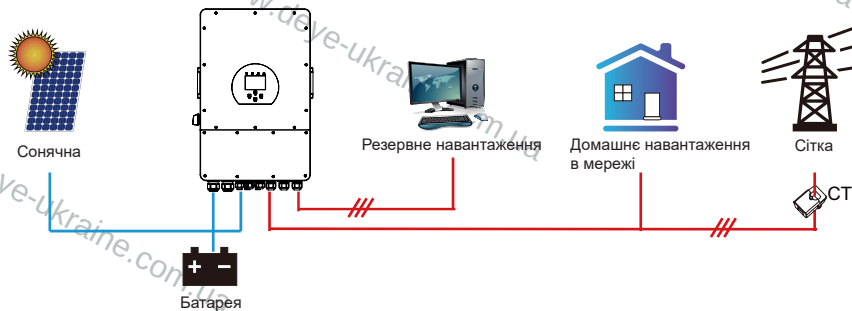 www.deye-ukraine.com.ua
Сонячна
Резервне навантаження
Домашнє навантаження
в мережі
Сітка
CT
deye-ukraine.com.ua
Батарея